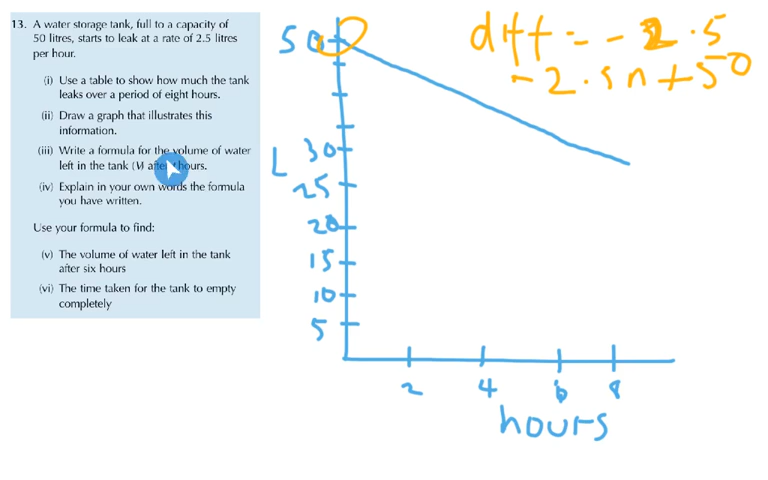 13. A water storage tank, full to a capacity of
50 litres, starts to leak at a rate of 2.5 litres
per hour.
(i) Use a table to show how much the tank
leaks over a period of eight hours.
(ii) Draw a graph that illustrates this
information.
(iii) Write a formula for the volume of water
left in the tank (V) after hours.
(iv) Explain in your own words the formula
you have written.
Use your formula to find:
(v) The volume of water left in the tank
after six hours
(vi) The time taken for the tank to empty
completely
diff = - 2.5
-2.5n+50
50
30
L
25
20
15
10
5
2 4 6 8
hours